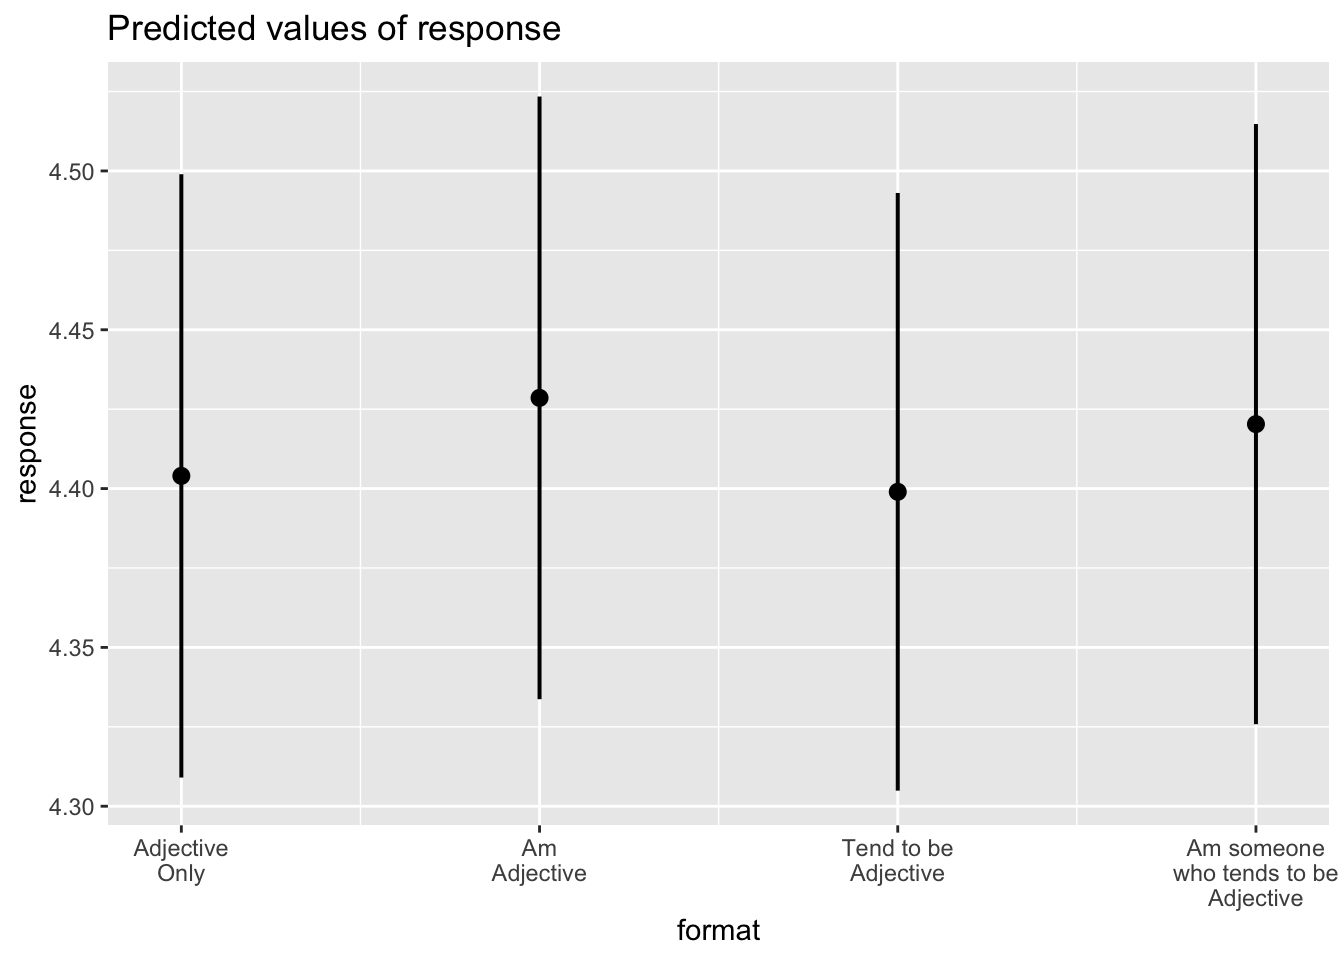 Predicted values of response
4.50
4.45
4.40
4.35
4.30
response
Adjective
Only
Am
Adjective
Tend to be
Adjective
Am someone
who tends to be
Adjective
format